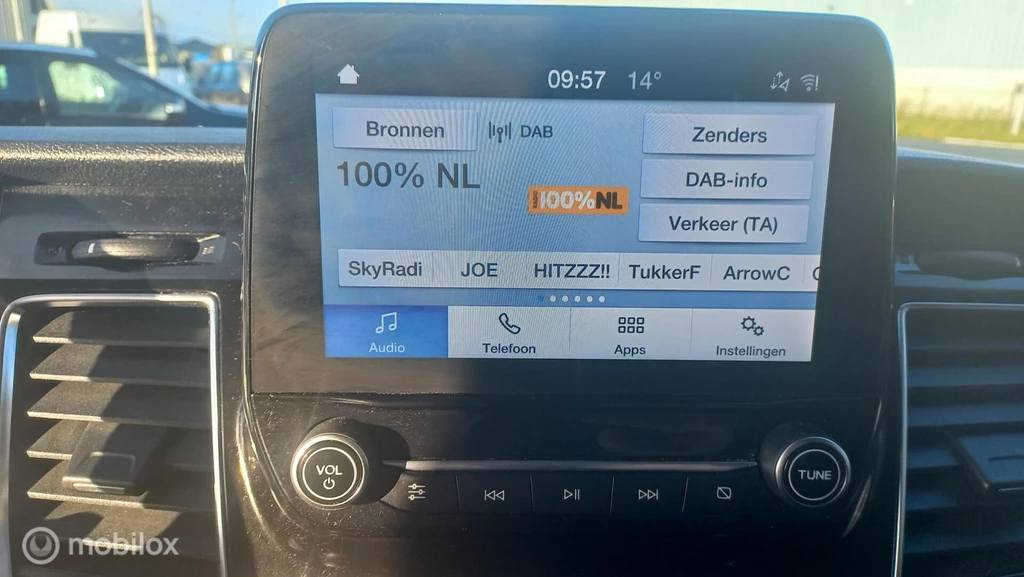 09:57 14°
Bronnen DAB Zenders
100% NL
RADIO 100%NL
DAB-info
Verkeer (TA)
SkyRadi JOE HITZZZ!! TukkerF ArrowC
Audio Telefoon Apps Instellingen
VOL TUNE
mobilox